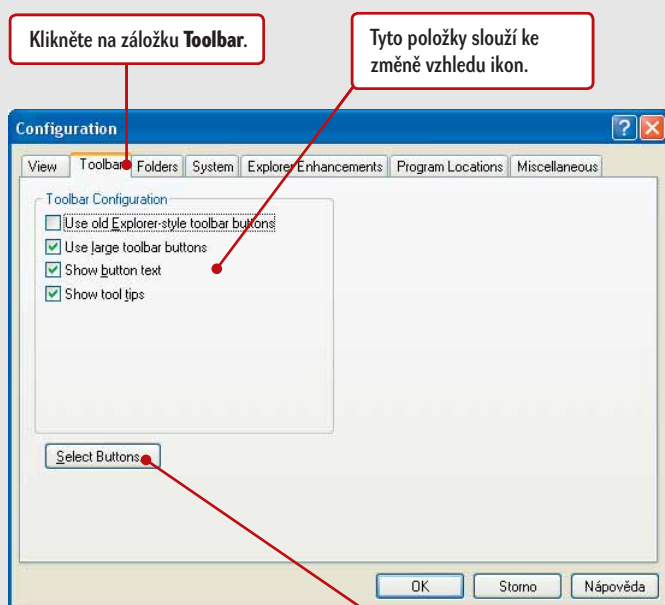 Klikněte na záložku Toolbar.
Tyto položky slouží ke
změně vzhledu ikon.
Configuration
View Toolbar Folders System Explorer Enhancements Program Locations Miscellaneous
Toolbar Configuration
Use old Explorer-style toolbar buttons
Use large toolbar buttons
Show button text
Show tool tips
Select Buttons...
OK Storno Nápověda